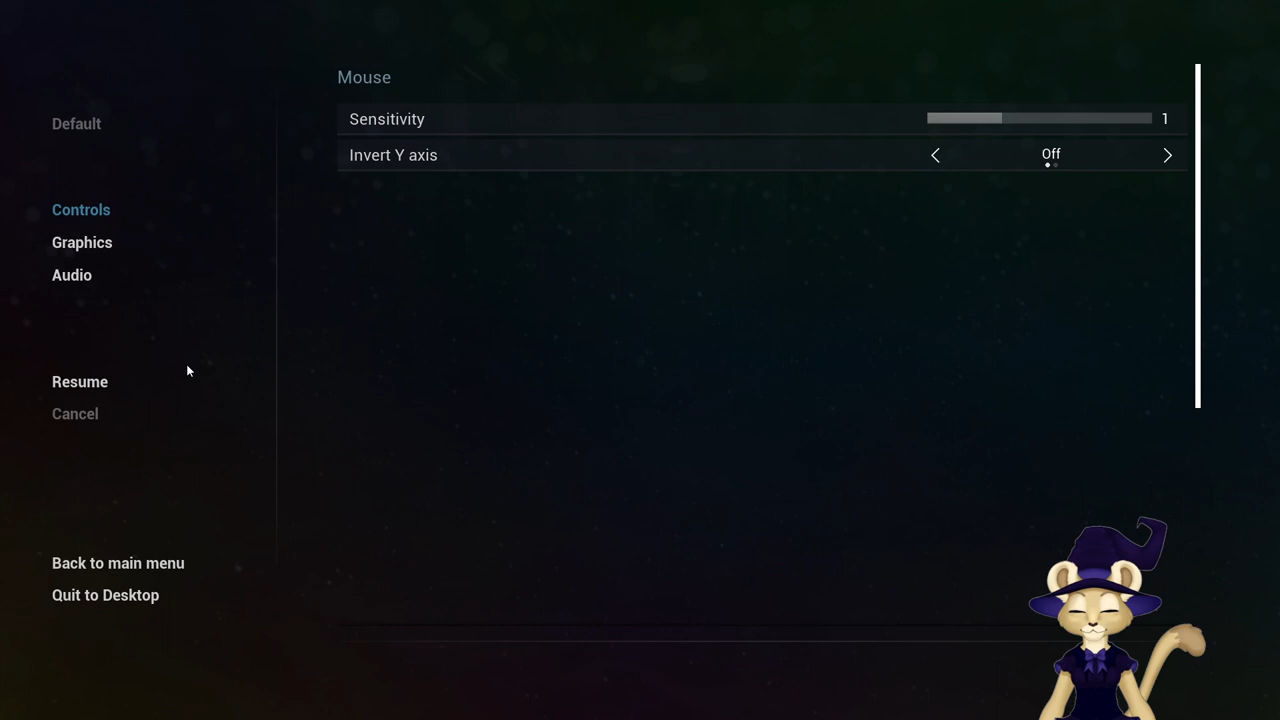 Default
Controls
Graphics
Audio
Resume
Cancel
Back to main menu
Quit to Desktop
Mouse
Sensitivity 1
Invert Y axis Off